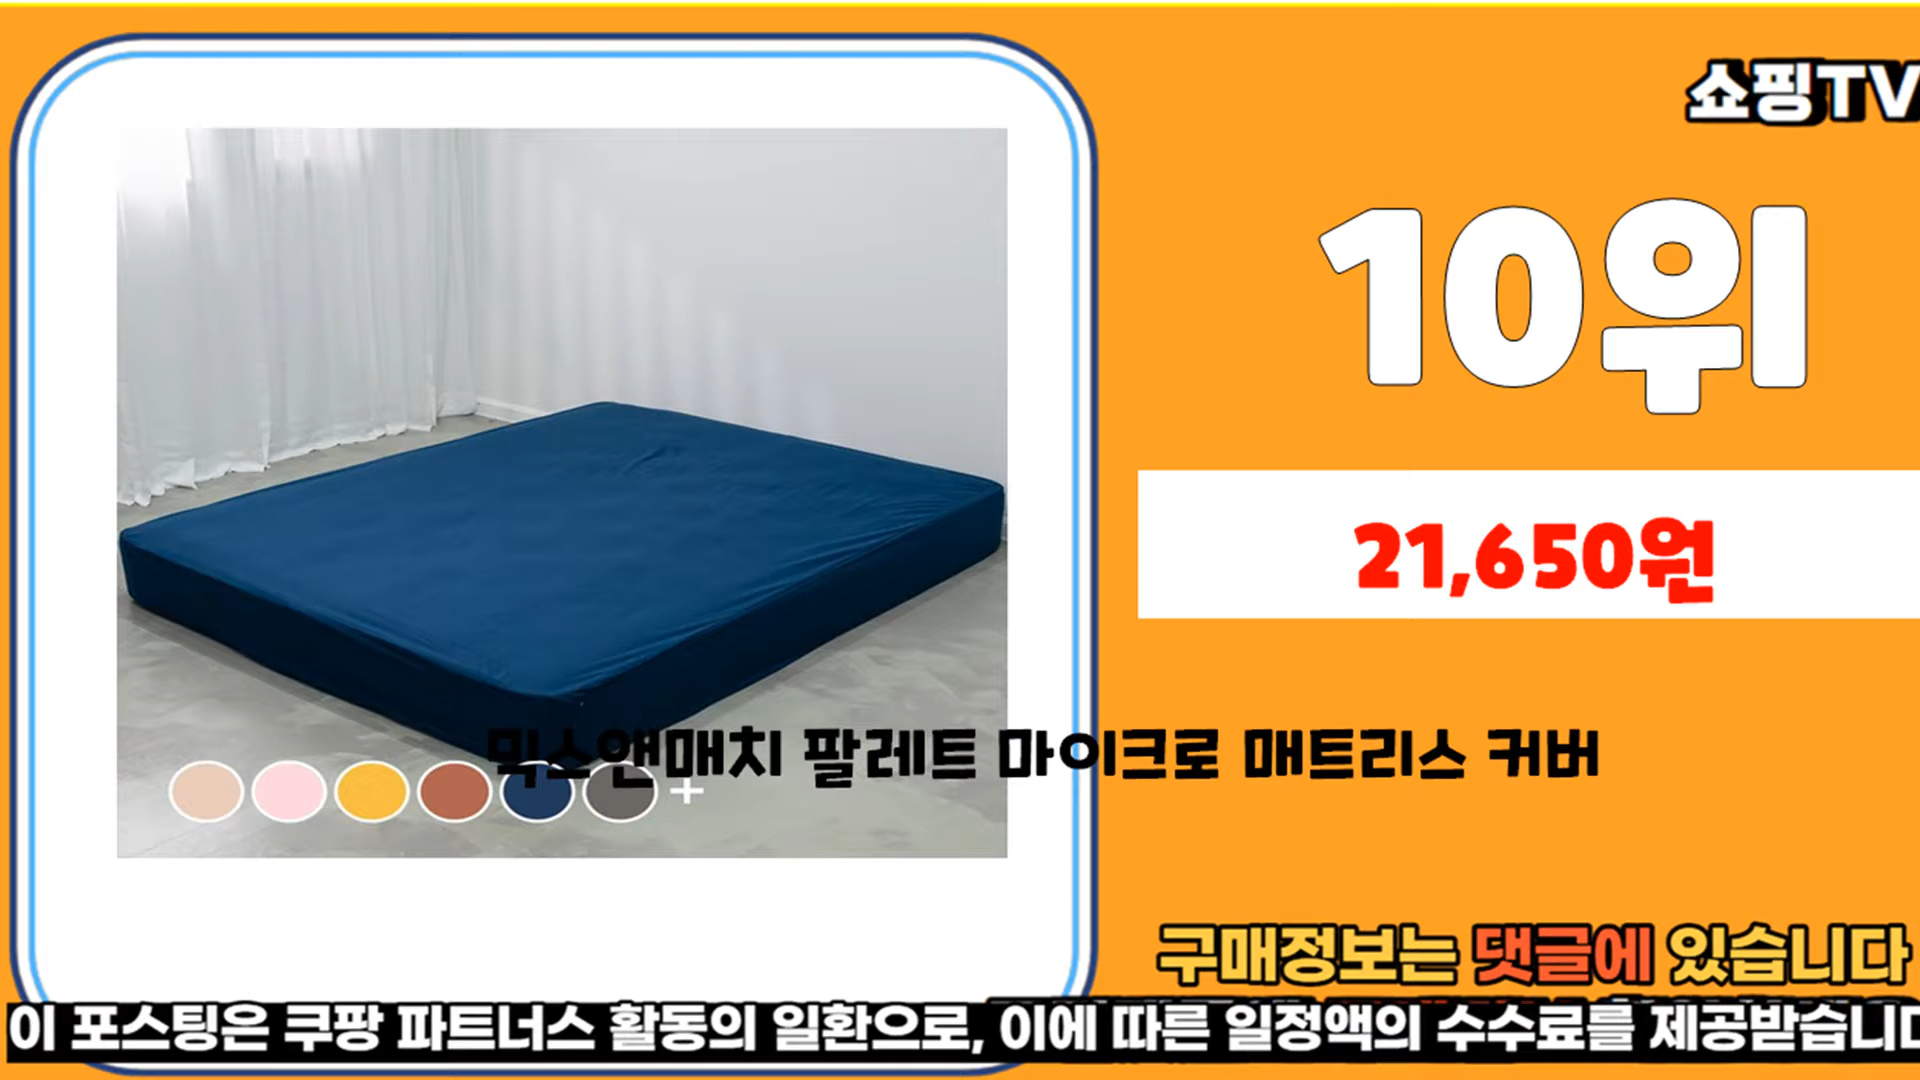 쇼핑TV
10위
21,650원
믹스앤매치 팔레트 마이크로 매트리스 커버
+
구매정보는 댓글에 있습니다
이 포스팅은 쿠팡 파트너스 활동의 일환으로, 이에 따른 일정액의 수수료를 제공받습니다